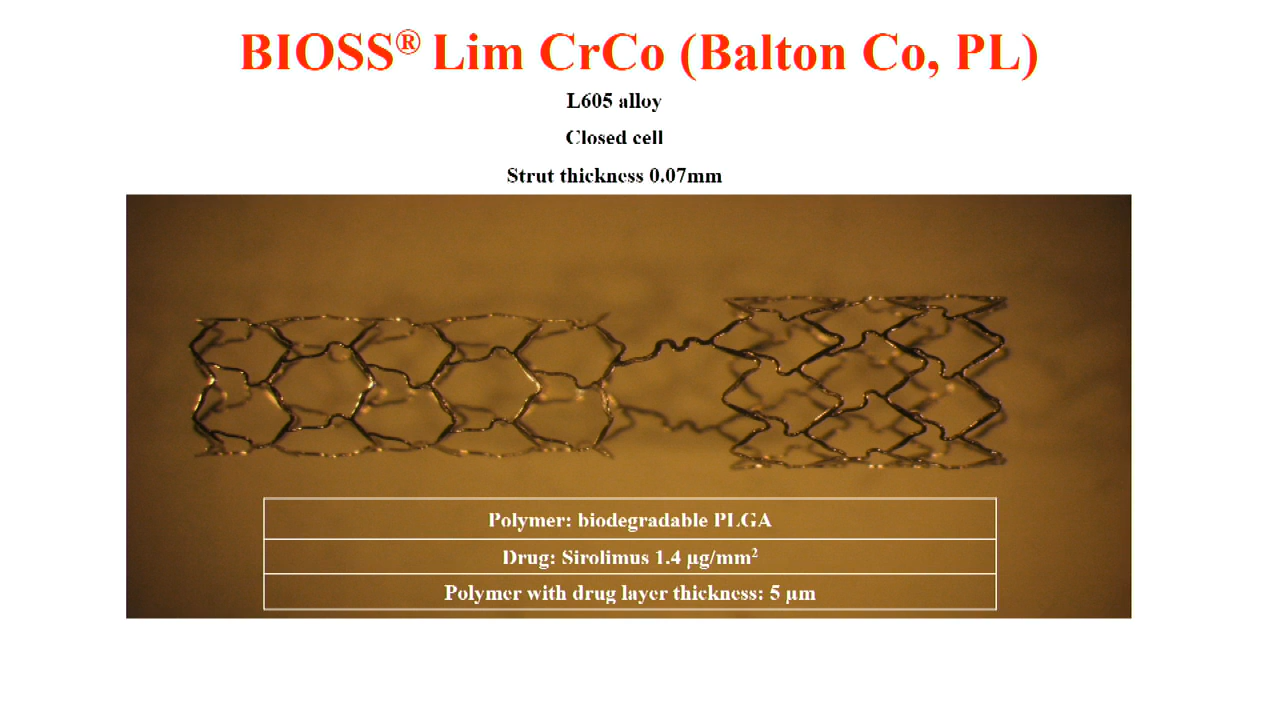 BIOSS® Lim CrCo (Balton Co, PL)
L605 alloy
Closed cell
Strut thickness 0.07mm
Polymer: biodegradable PLGA
Drug: Sirolimus 1.4 µg/mm²
Polymer with drug layer thickness: 5 µm